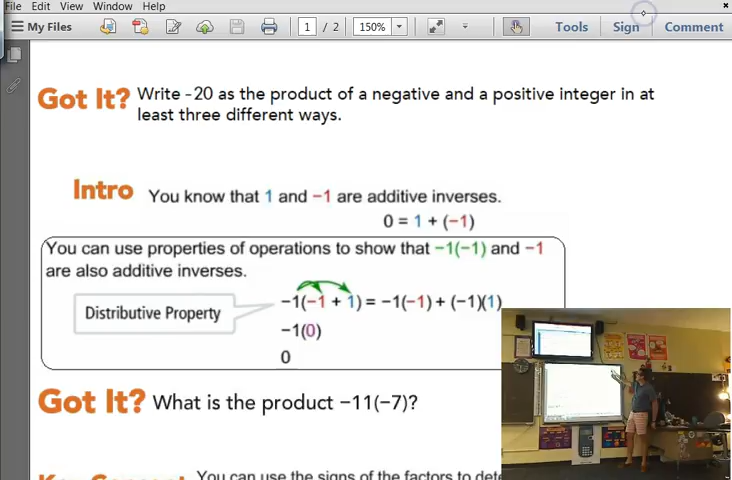 File Edit View Window Help
My Files 1 / 2 150% Tools Sign Comment
Got It? Write -20 as the product of a negative and a positive integer in at
least three different ways.
Intro You know that 1 and −1 are additive inverses.
0 = 1 + (−1)
You can use properties of operations to show that −1(−1) and −1
are also additive inverses.
Distributive Property −1(−1 + 1) = −1(−1) + (−1)(1)
−1(0)
0
Got It? What is the product −11(−7)?
You can use the signs of the factors to dete